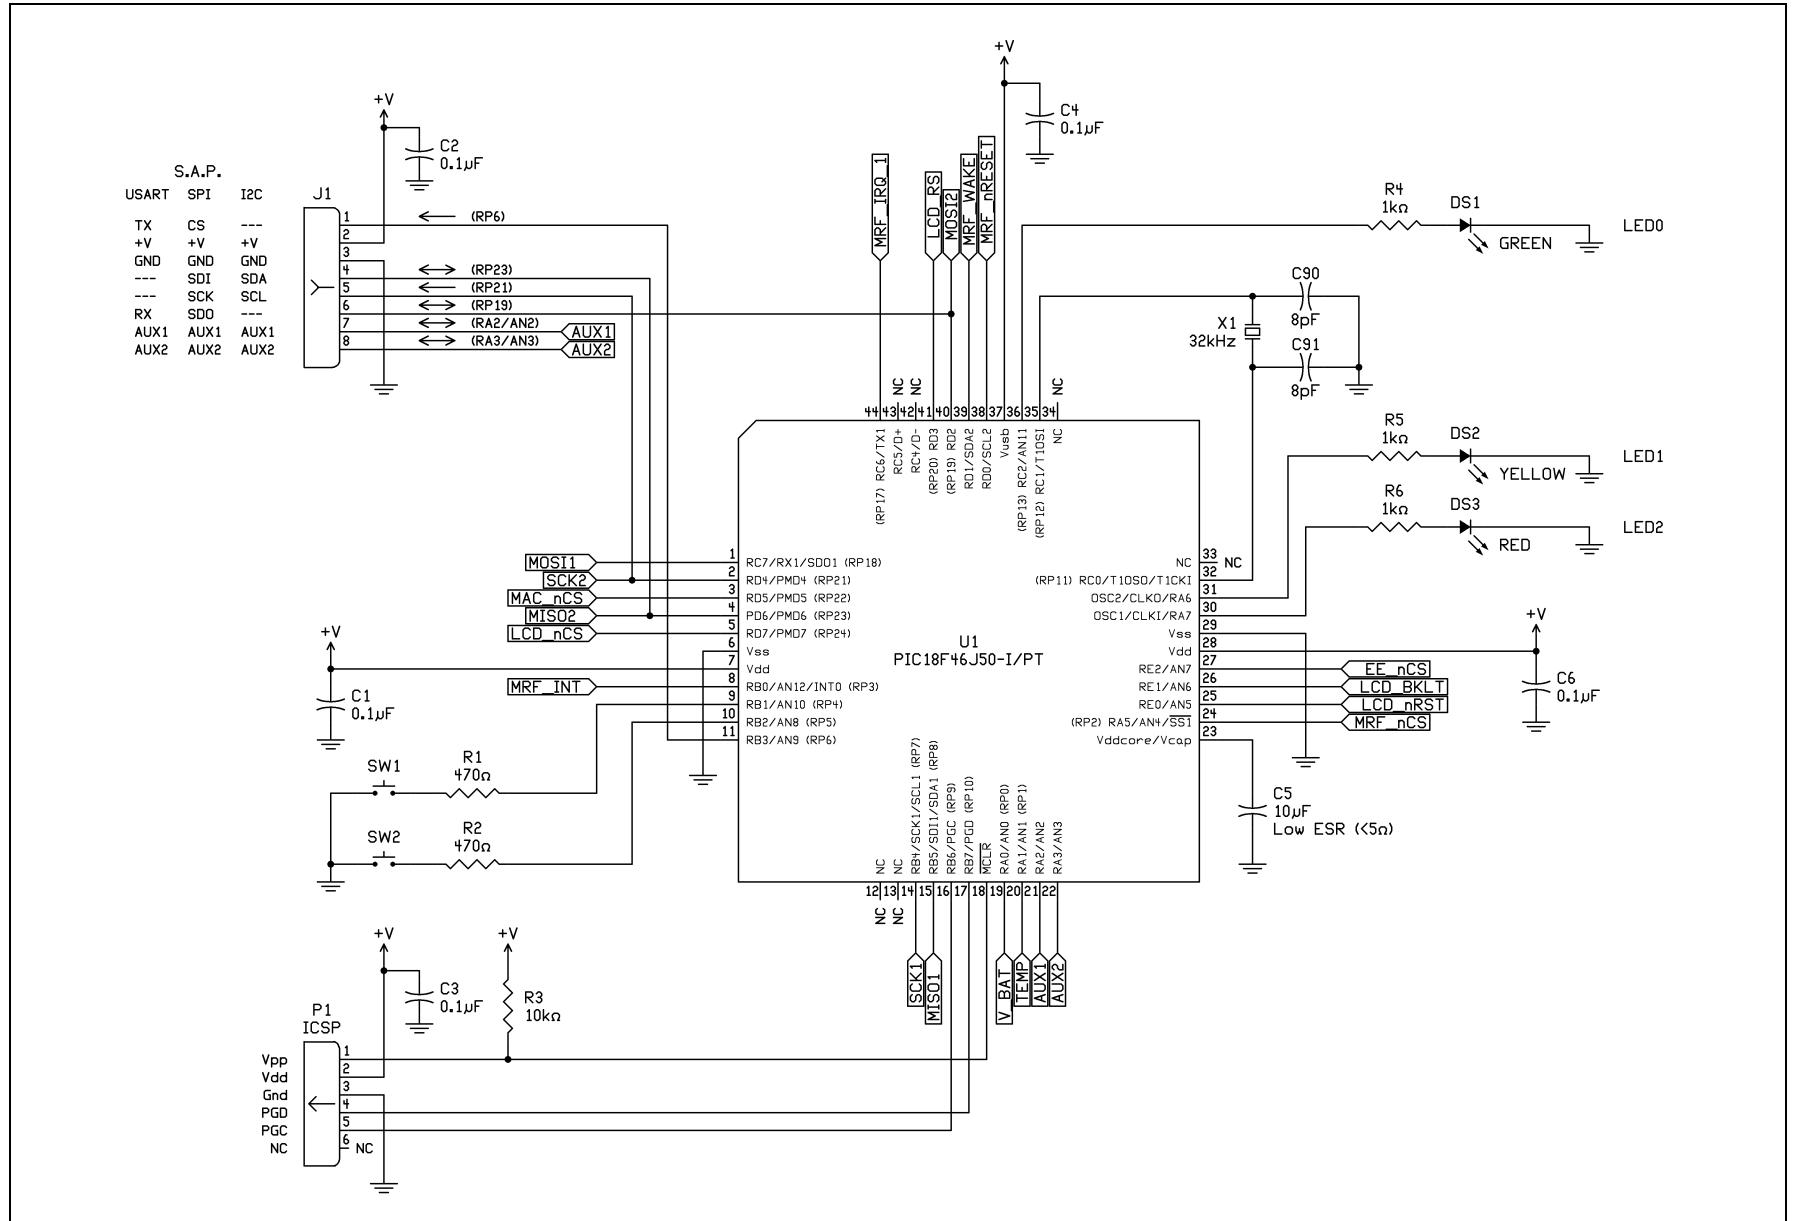 +V
C4
0.1µF
+V
C2
0.1µF
S.A.P.
USART SPI I2C
TX CS ---
+V +V +V
GND GND GND
--- SDI SDA
--- SCK SCL
RX SDO ---
AUX1 AUX1 AUX1
AUX2 AUX2 AUX2
J1
1
2
3
4
5
6
7
8
(RP6)
(RP23)
(RP21)
(RP19)
(RA2/AN2)
(RA3/AN3)
AUX1
AUX2
MRF_IRQ_1
LCD_RS
MOSI2
MRF_WAKE
MRF_nRESET
R4
1kΩ
DS1
GREEN
LED0
C90
8pF
X1
32kHz
C91
8pF
R5
1kΩ
DS2
YELLOW
LED1
R6
1kΩ
DS3
RED
LED2
NC
NC
NC
44 43 42 41 40 39 38 37 36 35 34
(RP17) RC6/TX1
RC5/D+
RC4/D-
(RP20) RD3
(RP19) RD2
RD1/SDA2
RD0/SCL2
Vusb
(RP13) RC2/AN11
(RP12) RC1/T1OSI
NC
MOSI1
SCK2
MAC_nCS
MISO2
LCD_nCS
MRF_INT
1 RC7/RX1/SDO1 (RP18)
2 RD4/PMD4 (RP21)
3 RD5/PMD5 (RP22)
4 PD6/PMD6 (RP23)
5 RD7/PMD7 (RP24)
6 Vss
7 Vdd
8 RB0/AN12/INT0 (RP3)
9 RB1/AN10 (RP4)
10 RB2/AN8 (RP5)
11 RB3/AN9 (RP6)
U1
PIC18F46J50-I/PT
NC 33 NC
(RP11) RC0/T1OSO/T1CKI 32
OSC2/CLKO/RA6 31
OSC1/CLKI/RA7 30
Vss 29
Vdd 28
RE2/AN7 27
RE1/AN6 26
RE0/AN5 25
(RP2) RA5/AN4/SS1 24
Vddcore/Vcap 23
EE_nCS
LCD_BKLT
LCD_nRST
MRF_nCS
+V
C6
0.1µF
C5
10µF
Low ESR (<5Ω)
+V
C1
0.1µF
SW1
R1
470Ω
SW2
R2
470Ω
NC
NC
RB4/SCK1/SCL1 (RP7)
RB5/SDI1/SDA1 (RP8)
RB6/PGC (RP9)
RB7/PGD (RP10)
MCLR
RA0/AN0 (RP0)
RA1/AN1 (RP1)
RA2/AN2
RA3/AN3
12 13 14 15 16 17 18 19 20 21 22
NC
NC
SCK1
MISO1
V_BAT
TEMP
AUX1
AUX2
+V
C3
0.1µF
+V
R3
10kΩ
P1
ICSP
Vpp 1
Vdd 2
Gnd 3
PGD 4
PGC 5
NC 6 NC